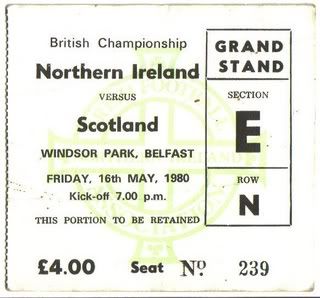 British Championship
Northern Ireland
VERSUS
Scotland
WINDSOR PARK, BELFAST
FRIDAY, 16th MAY, 1980
Kick-off 7.00 p.m.
THIS PORTION TO BE RETAINED
£4.00 Seat Nº 239
GRAND
STAND
SECTION
E
ROW
N